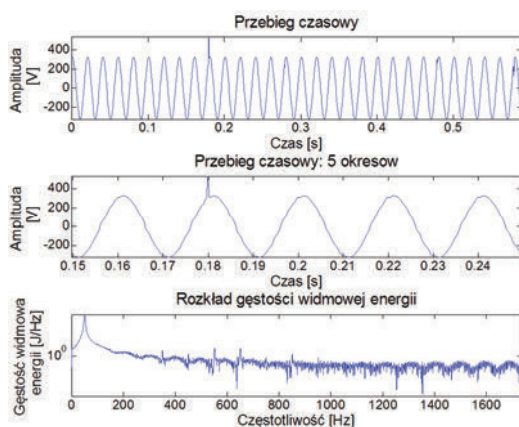 Przebieg czasowy
Amplituda
[V]
400
200
0
-200
0 0.1 0.2 0.3 0.4 0.5
Czas [s]
Przebieg czasowy: 5 okresow
Amplituda
[V]
400
200
0
-200
0.15 0.16 0.17 0.18 0.19 0.2 0.21 0.22 0.23 0.24
Czas [s]
Rozkład gęstości widmowej energii
Gęstość widmowa
energii [J/Hz]
10^0
0 200 400 600 800 1000 1200 1400 1600
Częstotliwość [Hz]